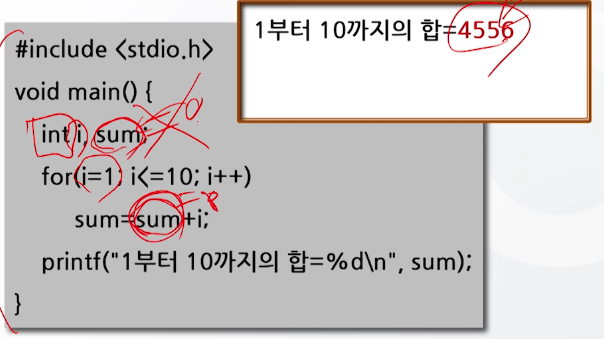 1부터 10까지의 합=4556
#include <stdio.h>
void main() {
int i, sum;
for(i=1; i<=10; i++)
sum=sum+i;
printf("1부터 10까지의 합=%d\n", sum);
}